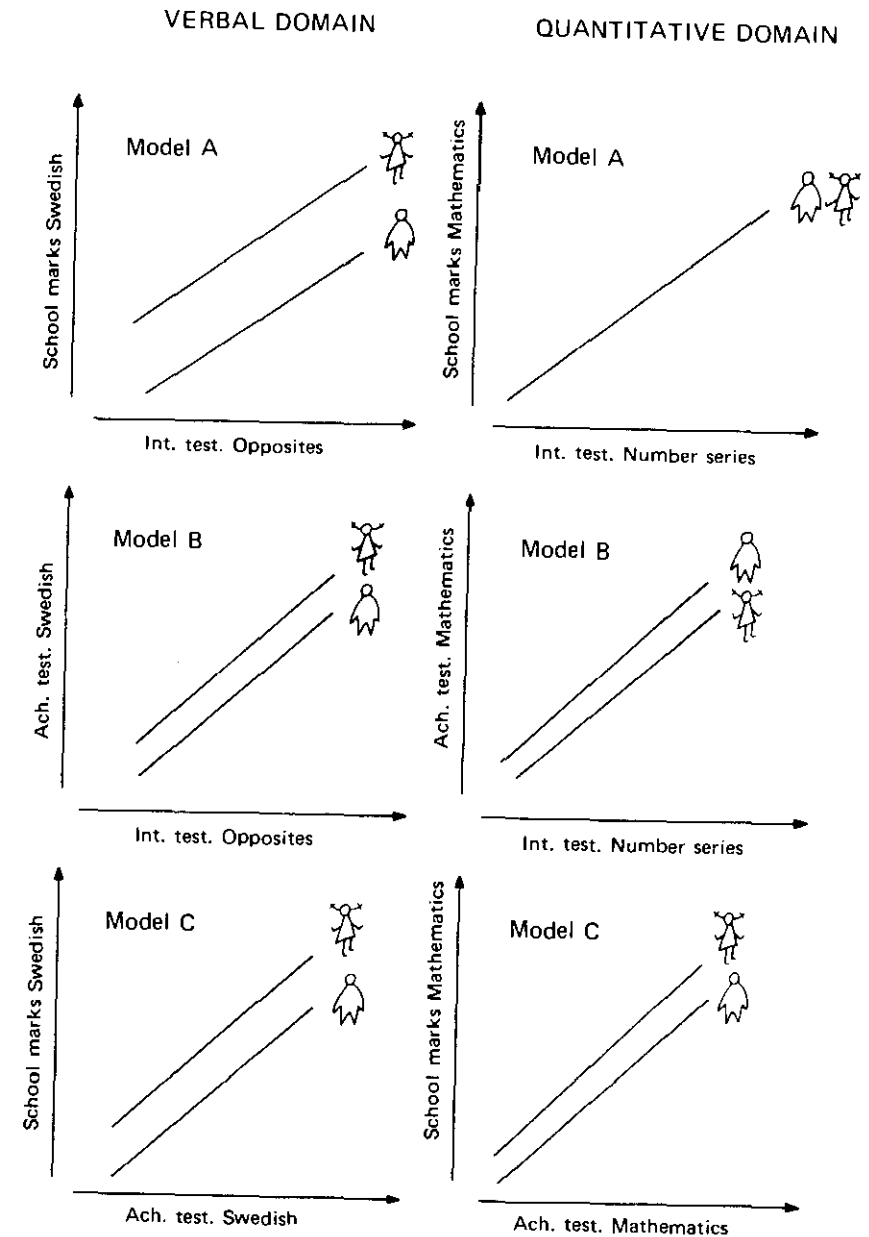 VERBAL DOMAIN
QUANTITATIVE DOMAIN
School marks Swedish
Model A
Int. test. Opposites
School marks Mathematics
Model A
Int. test. Number series
Ach. test. Swedish
Model B
Int. test. Opposites
Ach. test. Mathematics
Model B
Int. test. Number series
School marks Swedish
Model C
Ach. test. Swedish
School marks Mathematics
Model C
Ach. test. Mathematics